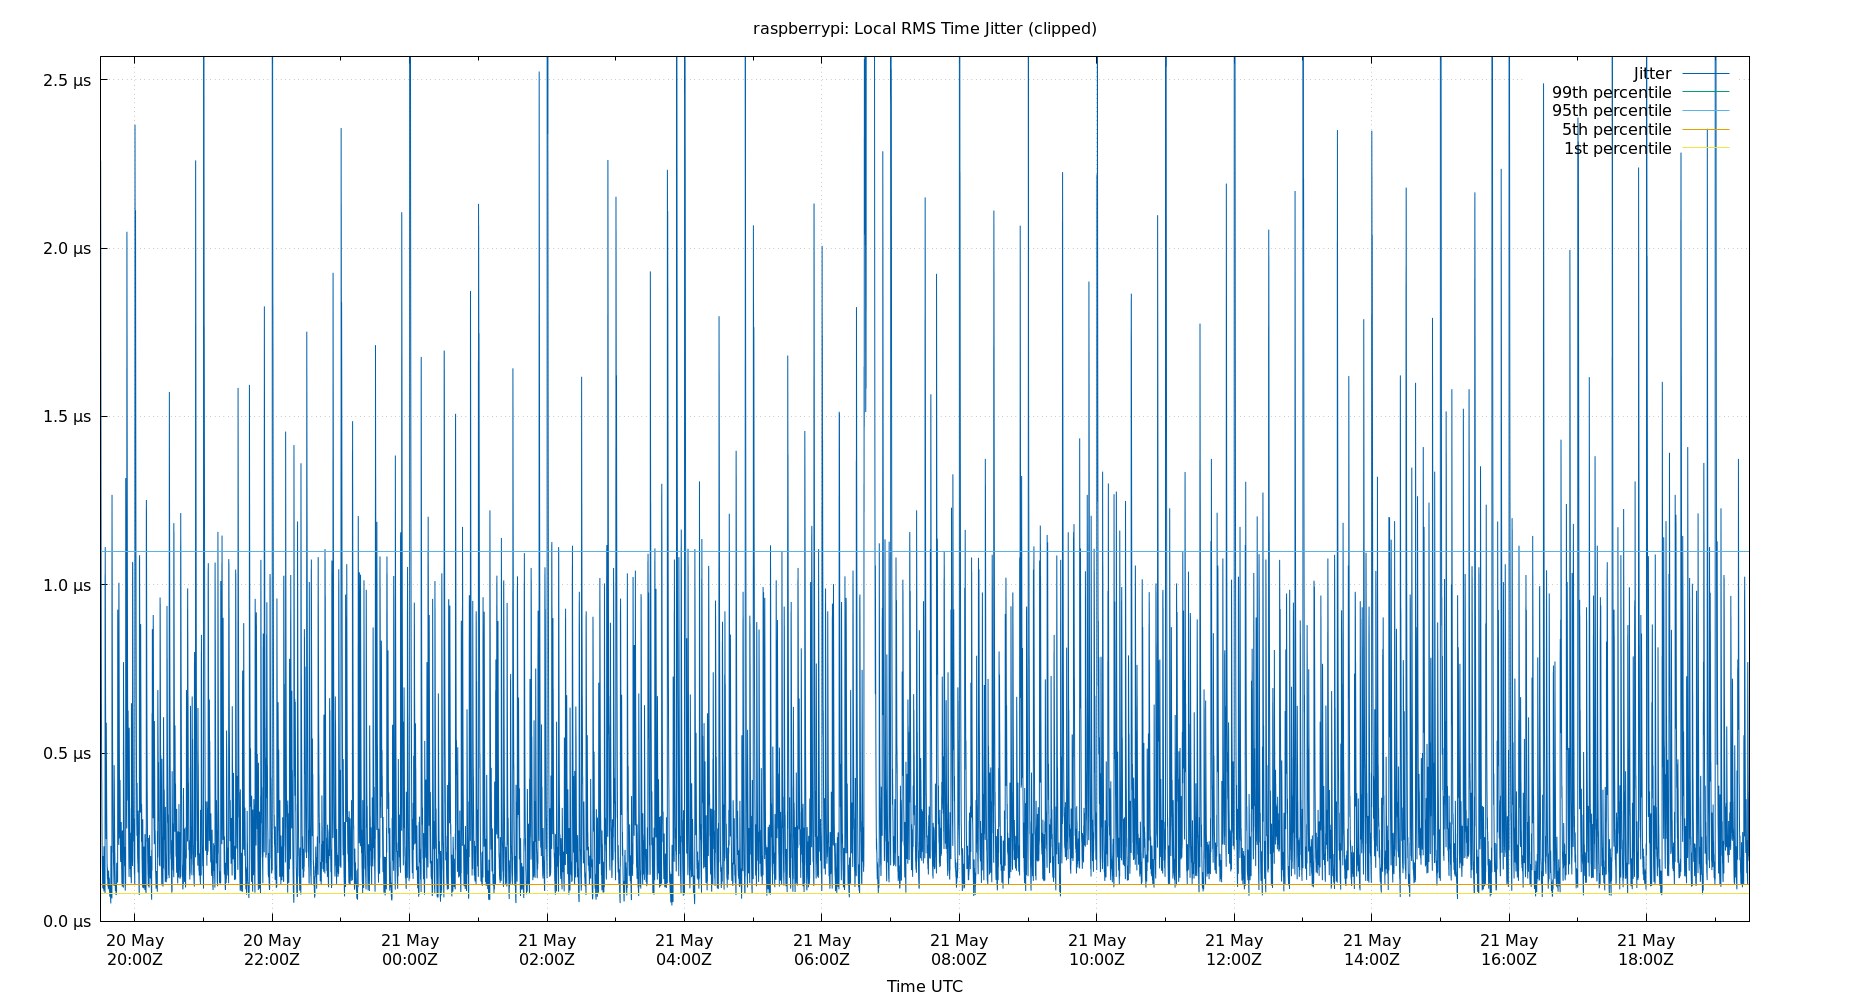 raspberrypi: Local RMS Time Jitter (clipped)
2.5 µs
2.0 µs
1.5 µs
1.0 µs
0.5 µs
0.0 µs
Jitter
99th percentile
95th percentile
5th percentile
1st percentile
20 May 20 May 21 May 21 May 21 May 21 May 21 May 21 May 21 May 21 May 21 May 21 May
20:00Z 22:00Z 00:00Z 02:00Z 04:00Z 06:00Z 08:00Z 10:00Z 12:00Z 14:00Z 16:00Z 18:00Z
Time UTC